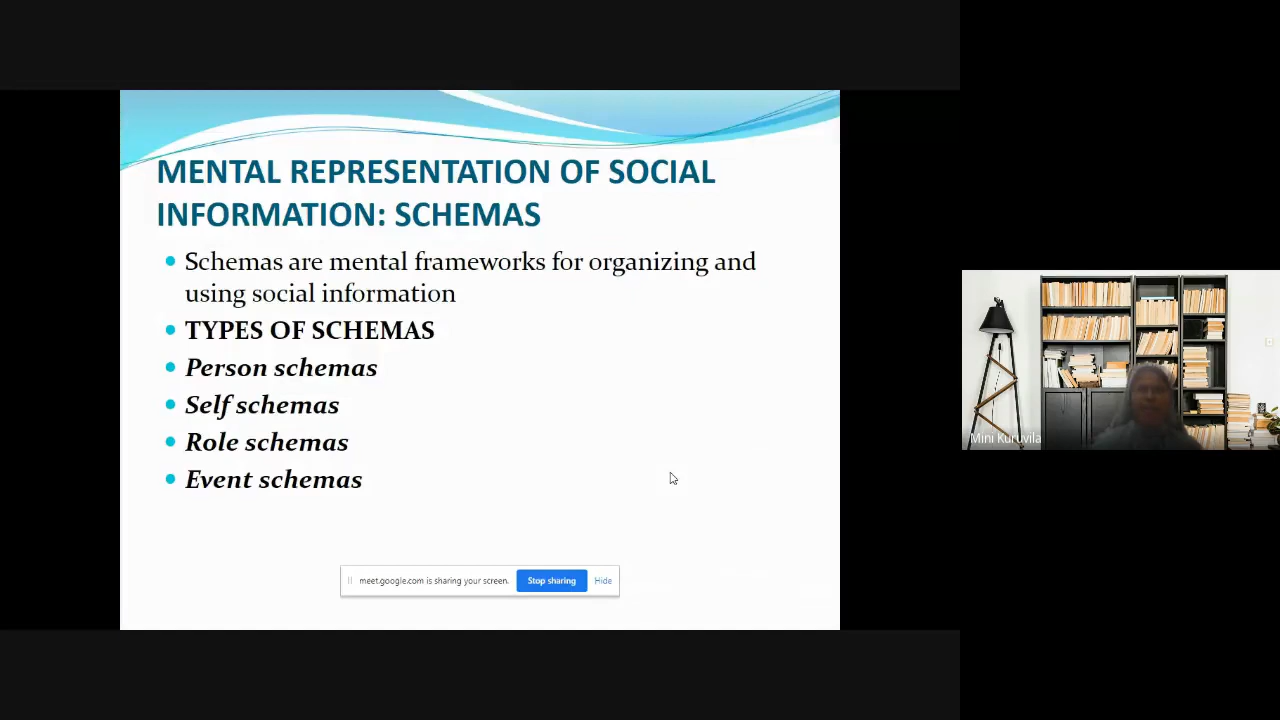 MENTAL REPRESENTATION OF SOCIAL
INFORMATION: SCHEMAS
Schemas are mental frameworks for organizing and
using social information
TYPES OF SCHEMAS
Person schemas
Self schemas
Role schemas
Event schemas
meet.google.com is sharing your screen. Stop sharing Hide
Mini Kuruvila